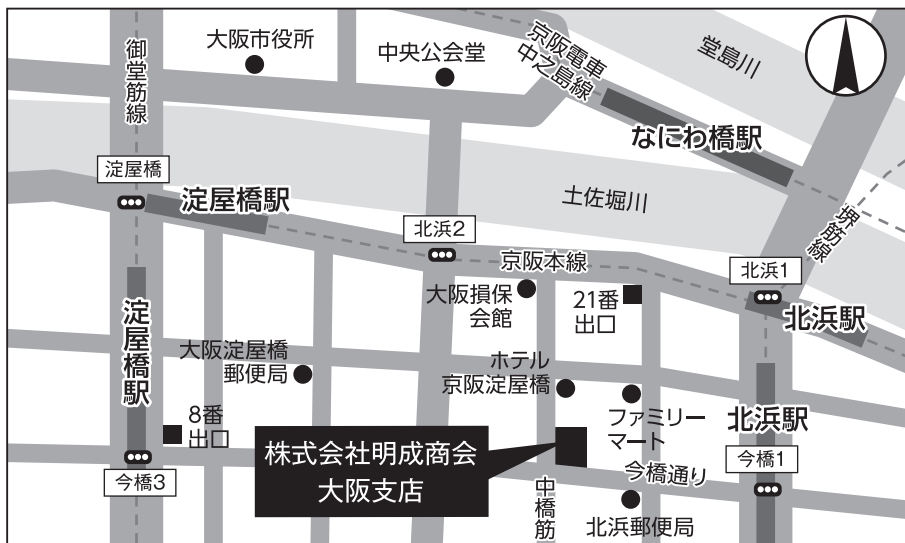 御堂筋線
大阪市役所
中央公会堂
京阪電車
中之島線
堂島川
なにわ橋駅
淀屋橋
淀屋橋駅
土佐堀川
堺筋線
北浜2
京阪本線
北浜1
大阪損保
会館
21番
出口
北浜駅
淀屋橋駅
大阪淀屋橋
郵便局
ホテル
京阪淀屋橋
ファミリー
マート
北浜駅
8番
出口
株式会社明成商会
大阪支店
今橋通り
今橋1
今橋3
中橋筋
北浜郵便局